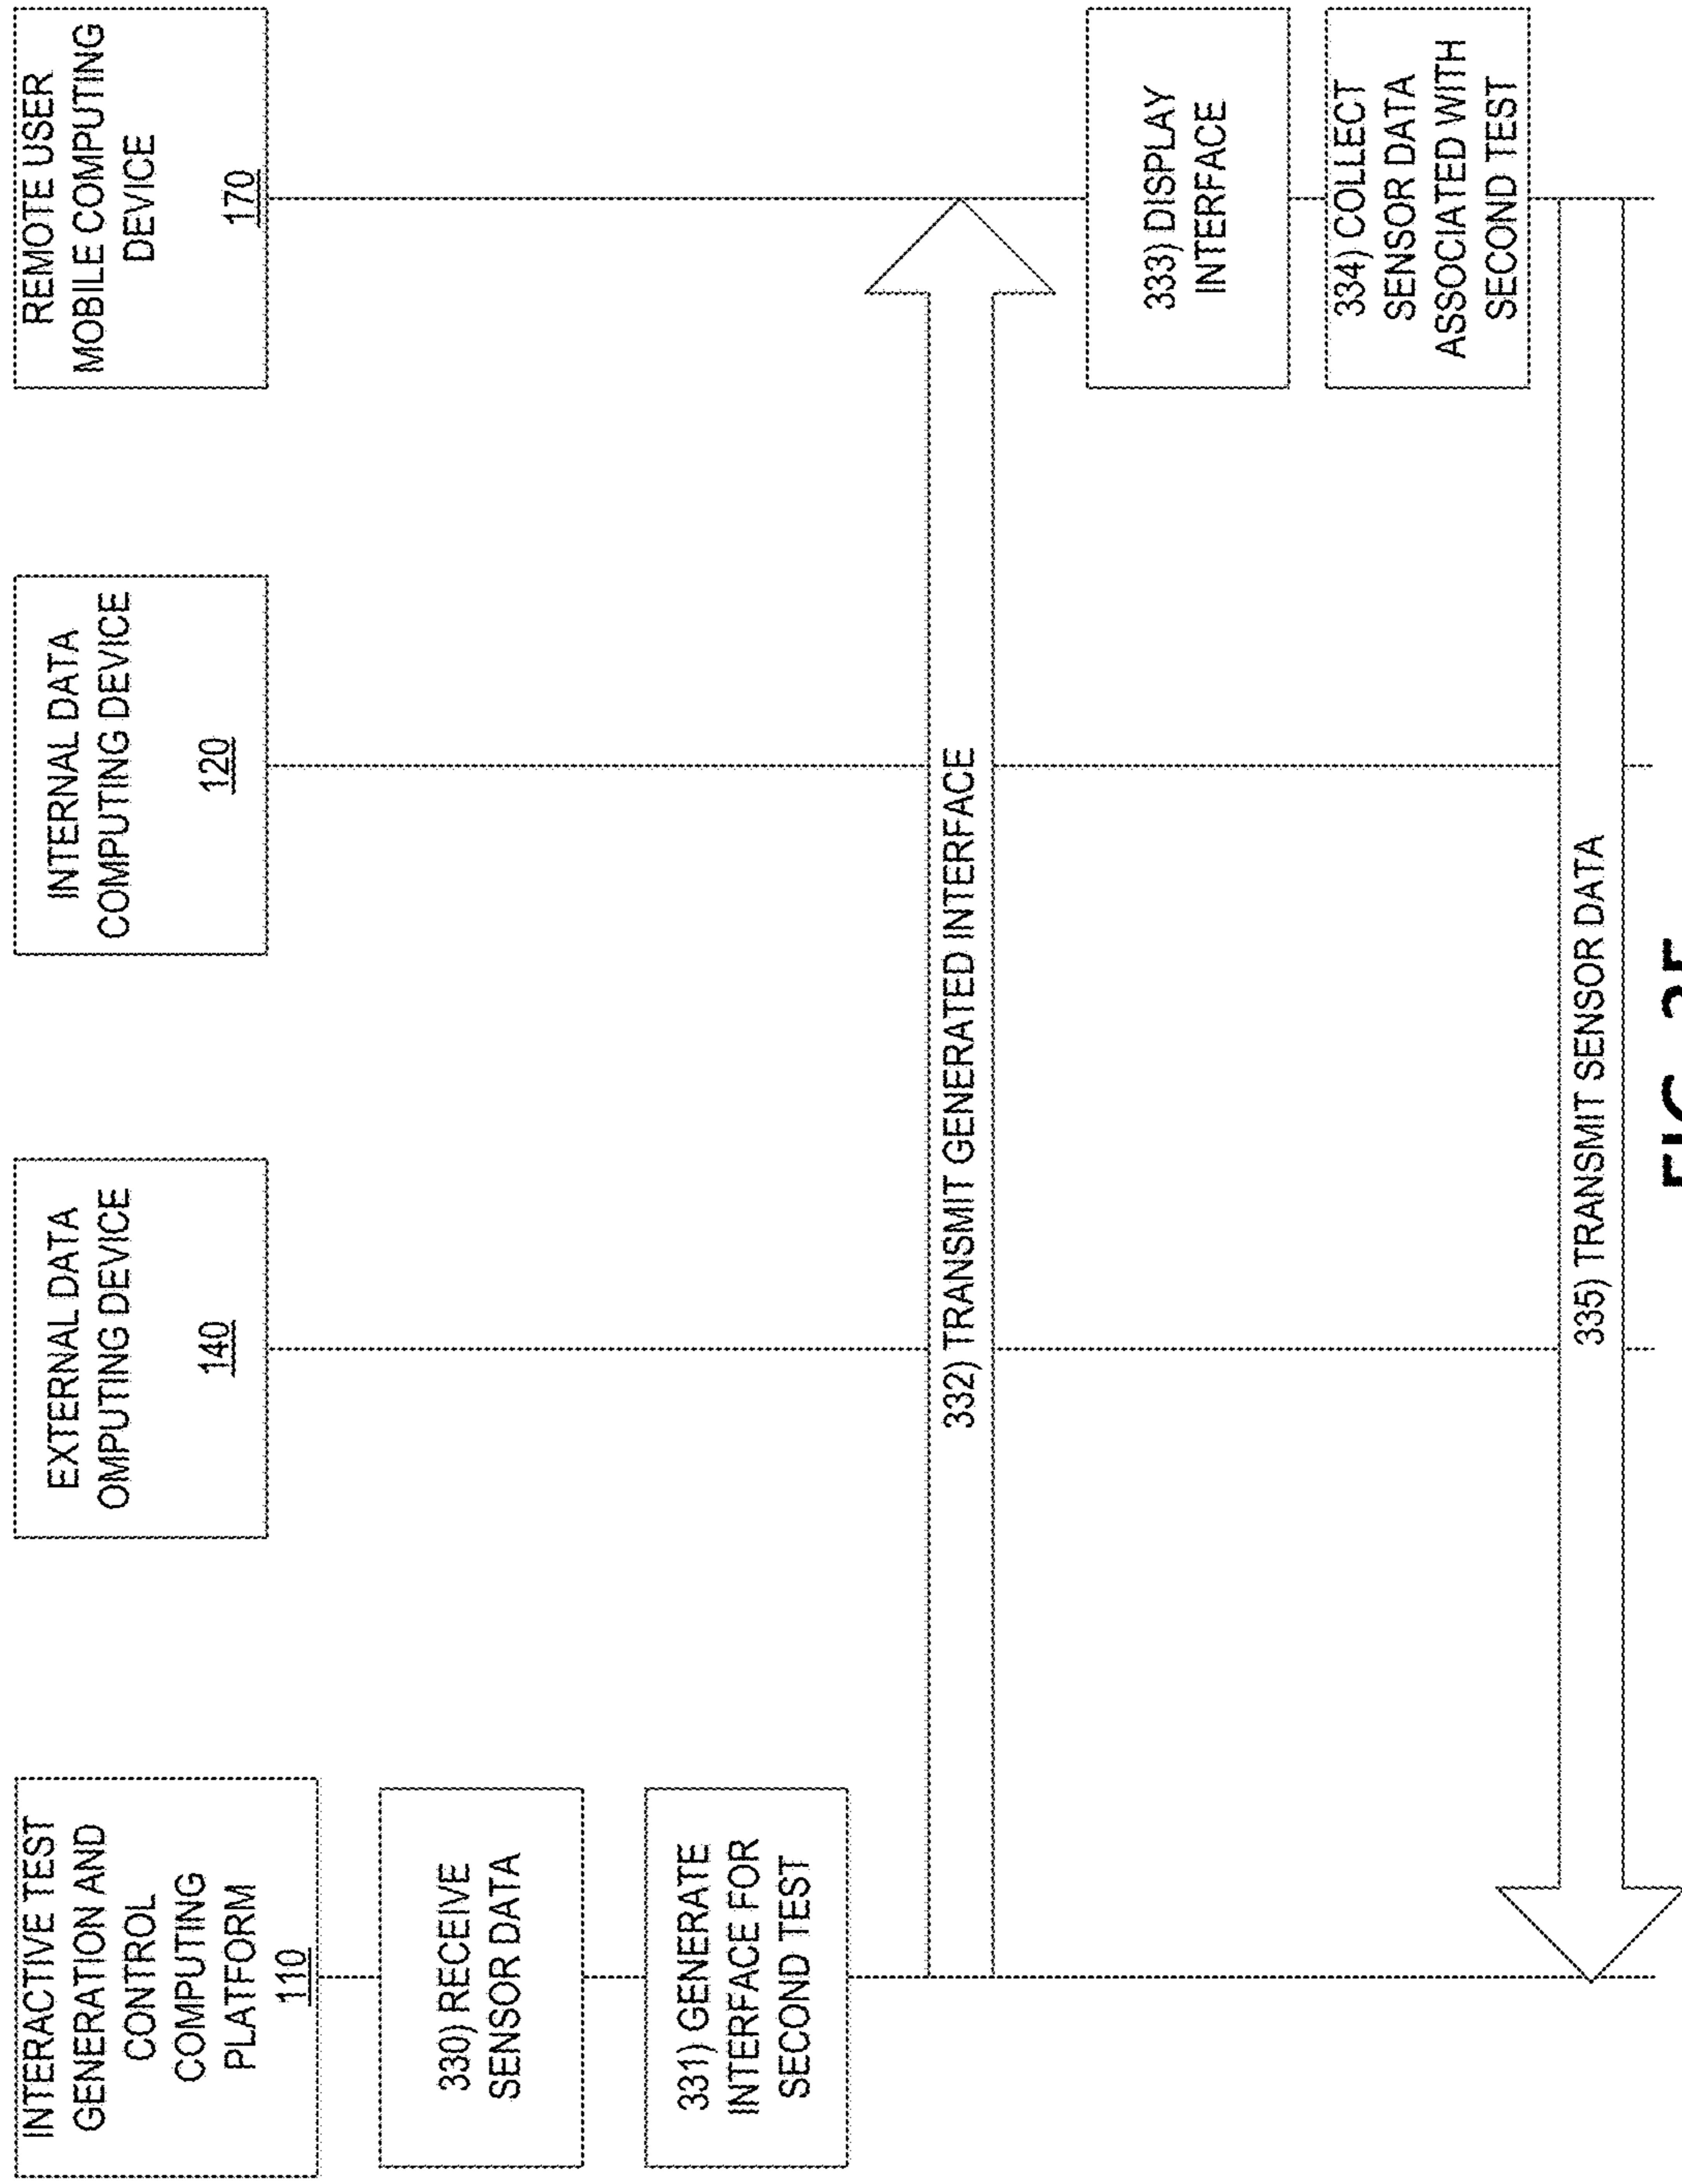 INTERACTIVE TEST
GENERATION AND
CONTROL
COMPUTING
PLATFORM
110
EXTERNAL DATA
OMPUTING DEVICE
140
INTERNAL DATA
COMPUTING DEVICE
120
REMOTE USER
MOBILE COMPUTING
DEVICE
170
330) RECEIVE
SENSOR DATA
331) GENERATE
INTERFACE FOR
SECOND TEST
332) TRANSMIT GENERATED INTERFACE
333) DISPLAY
INTERFACE
334) COLLECT
SENSOR DATA
ASSOCIATED WITH
SECOND TEST
335) TRANSMIT SENSOR DATA
FIG.